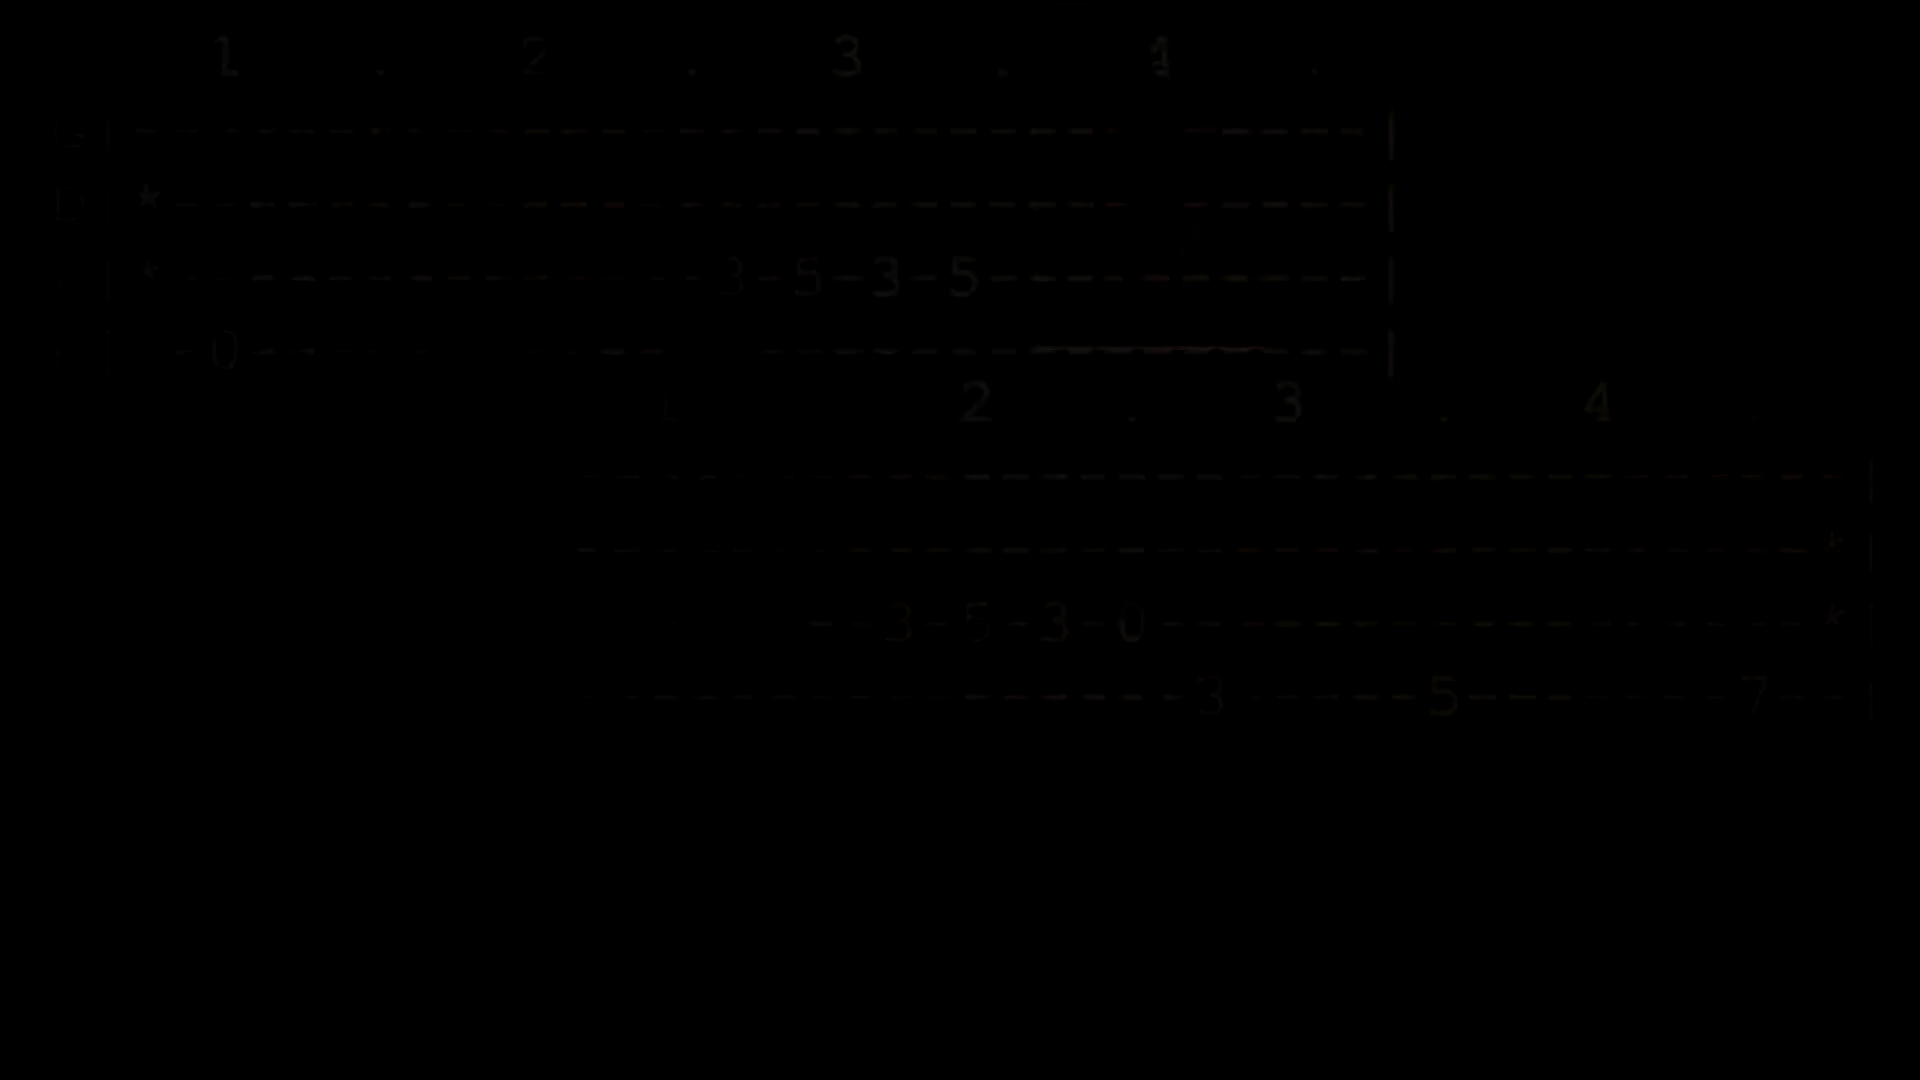 1 . 2 . 3 . 4 .
G|--------------------------------|
D|*-------------------------------|
*--------------3-5-3-5----------|
-0-----------------------------|
1 2 . 3 . 4
---------------------------------|
--------------------------------*|
--3-5-3-0-----------------*|
----------------3-----5-------7--|